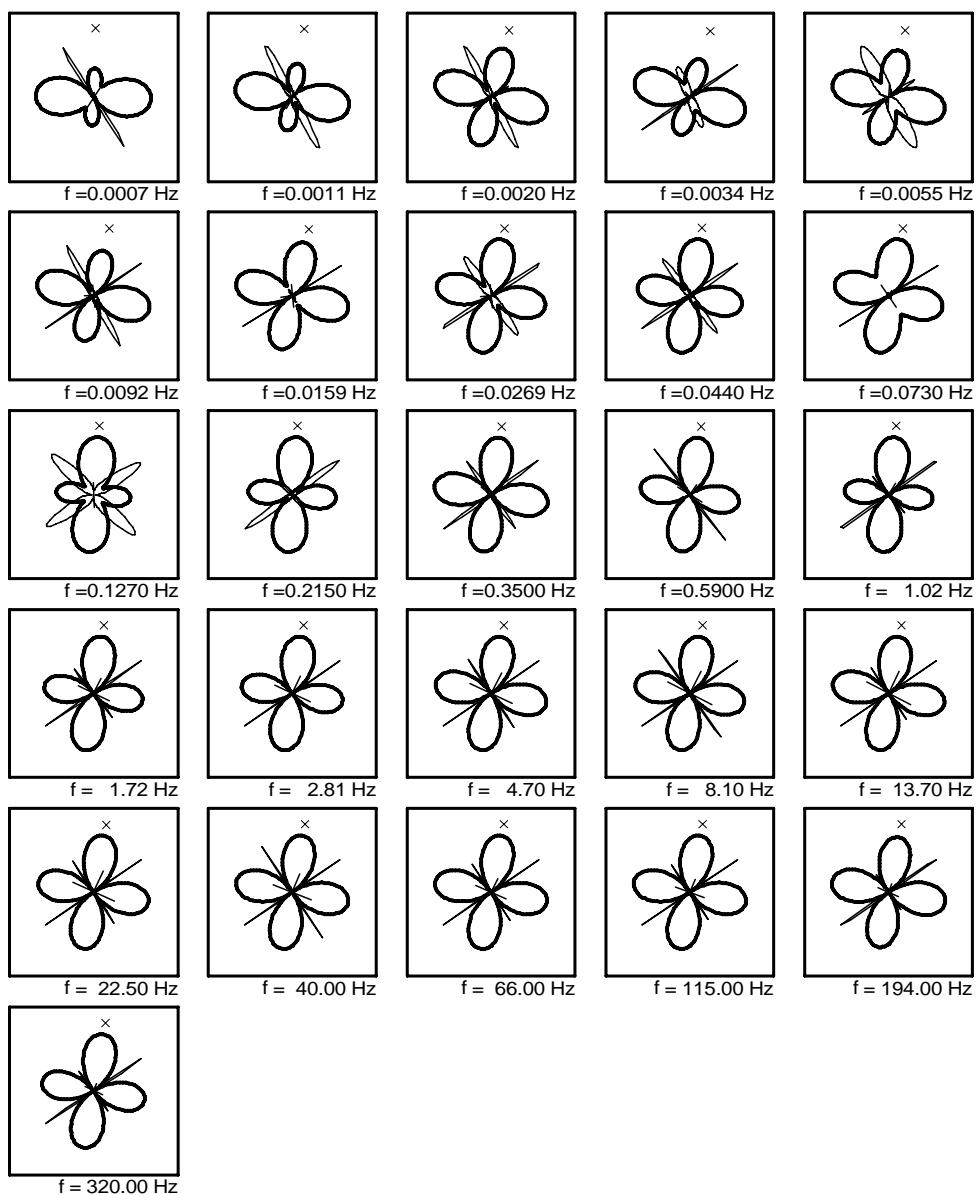 f =0.0007 Hz f =0.0011 Hz f =0.0020 Hz f =0.0034 Hz f =0.0055 Hz
f =0.0092 Hz f =0.0159 Hz f =0.0269 Hz f =0.0440 Hz f =0.0730 Hz
f =0.1270 Hz f =0.2150 Hz f =0.3500 Hz f =0.5900 Hz f = 1.02 Hz
f = 1.72 Hz f = 2.81 Hz f = 4.70 Hz f = 8.10 Hz f = 13.70 Hz
f = 22.50 Hz f = 40.00 Hz f = 66.00 Hz f = 115.00 Hz f = 194.00 Hz
f = 320.00 Hz